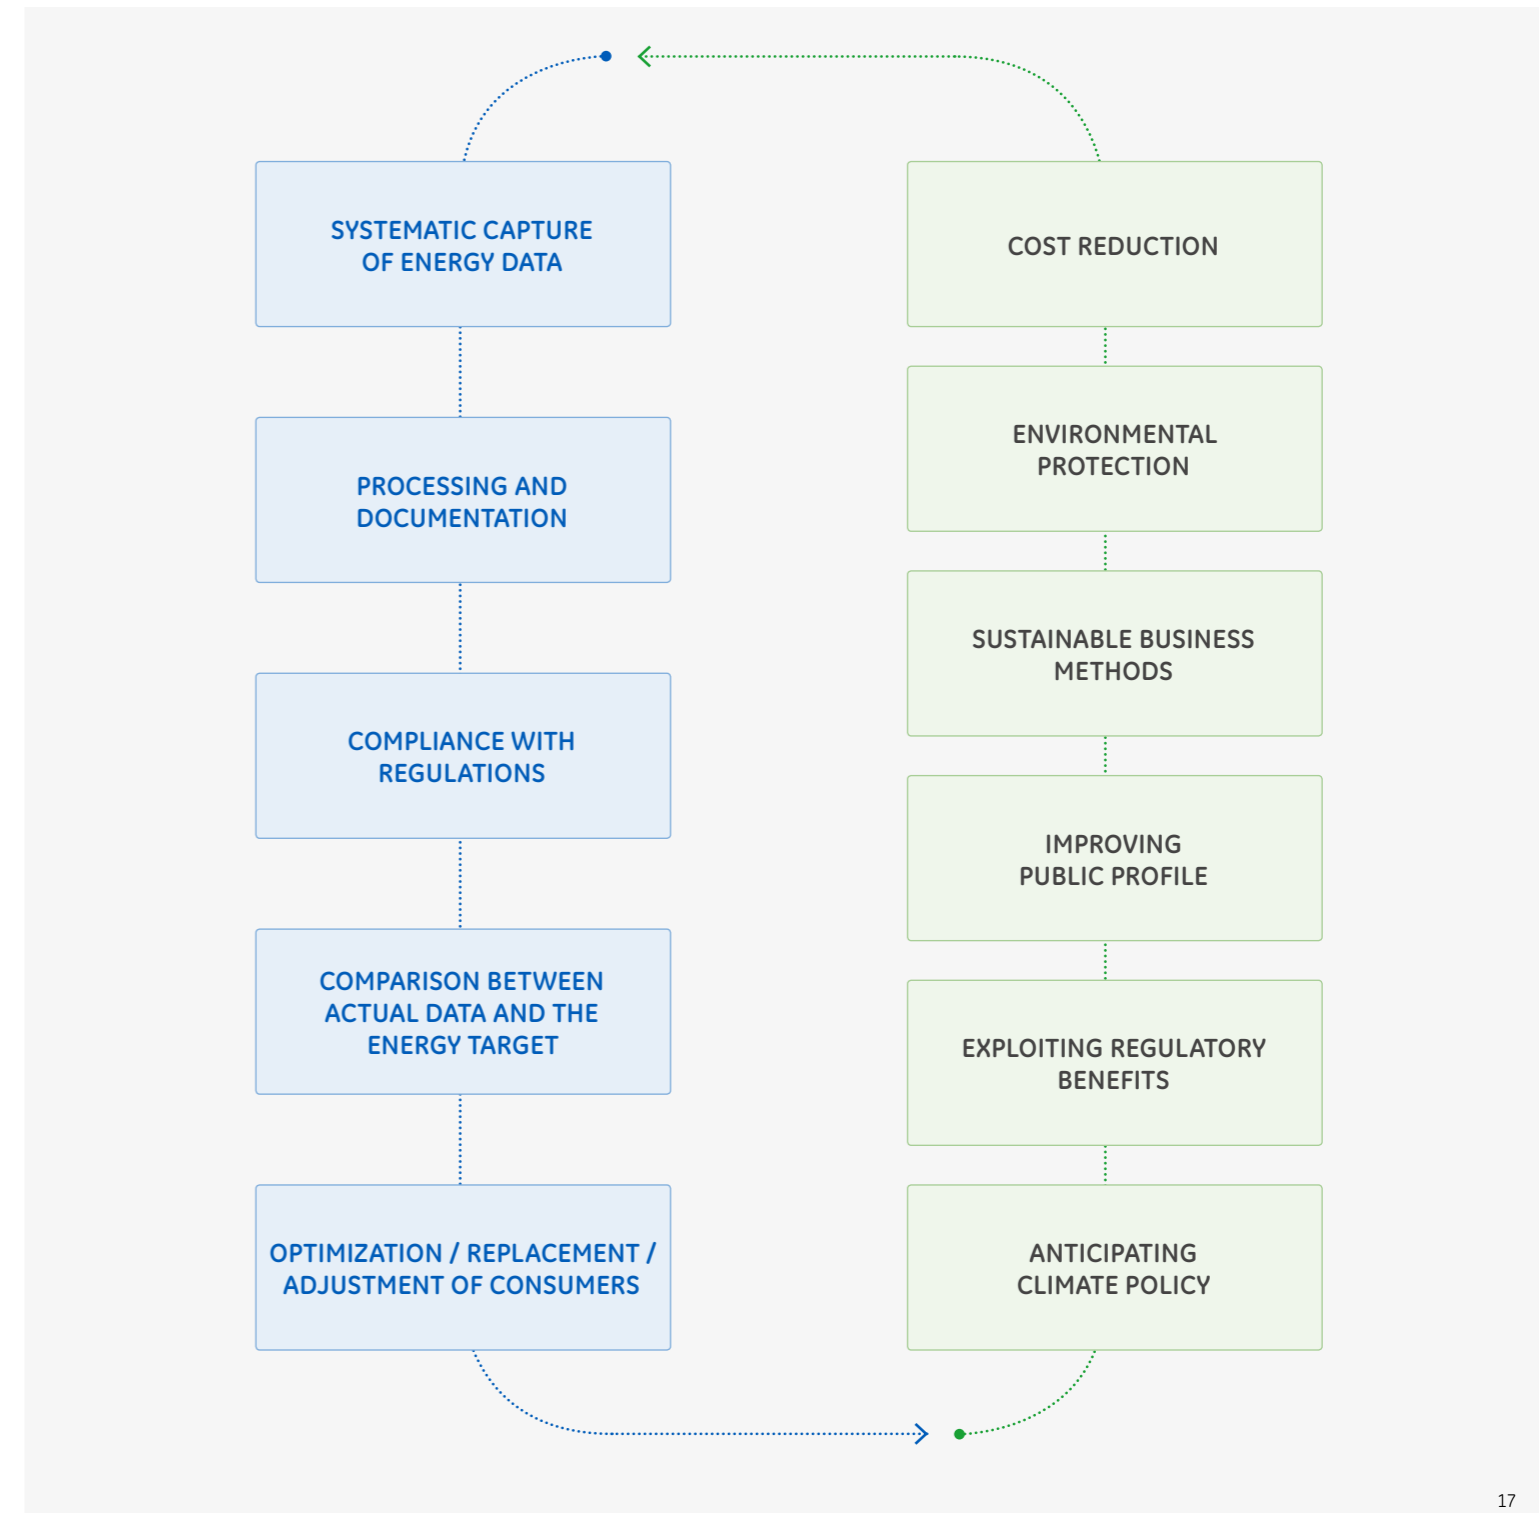 SYSTEMATIC CAPTURE
OF ENERGY DATA
PROCESSING AND
DOCUMENTATION
COMPLIANCE WITH
REGULATIONS
COMPARISON BETWEEN
ACTUAL DATA AND THE
ENERGY TARGET
OPTIMIZATION / REPLACEMENT /
ADJUSTMENT OF CONSUMERS
COST REDUCTION
ENVIRONMENTAL
PROTECTION
SUSTAINABLE BUSINESS
METHODS
IMPROVING
PUBLIC PROFILE
EXPLOITING REGULATORY
BENEFITS
ANTICIPATING
CLIMATE POLICY
17